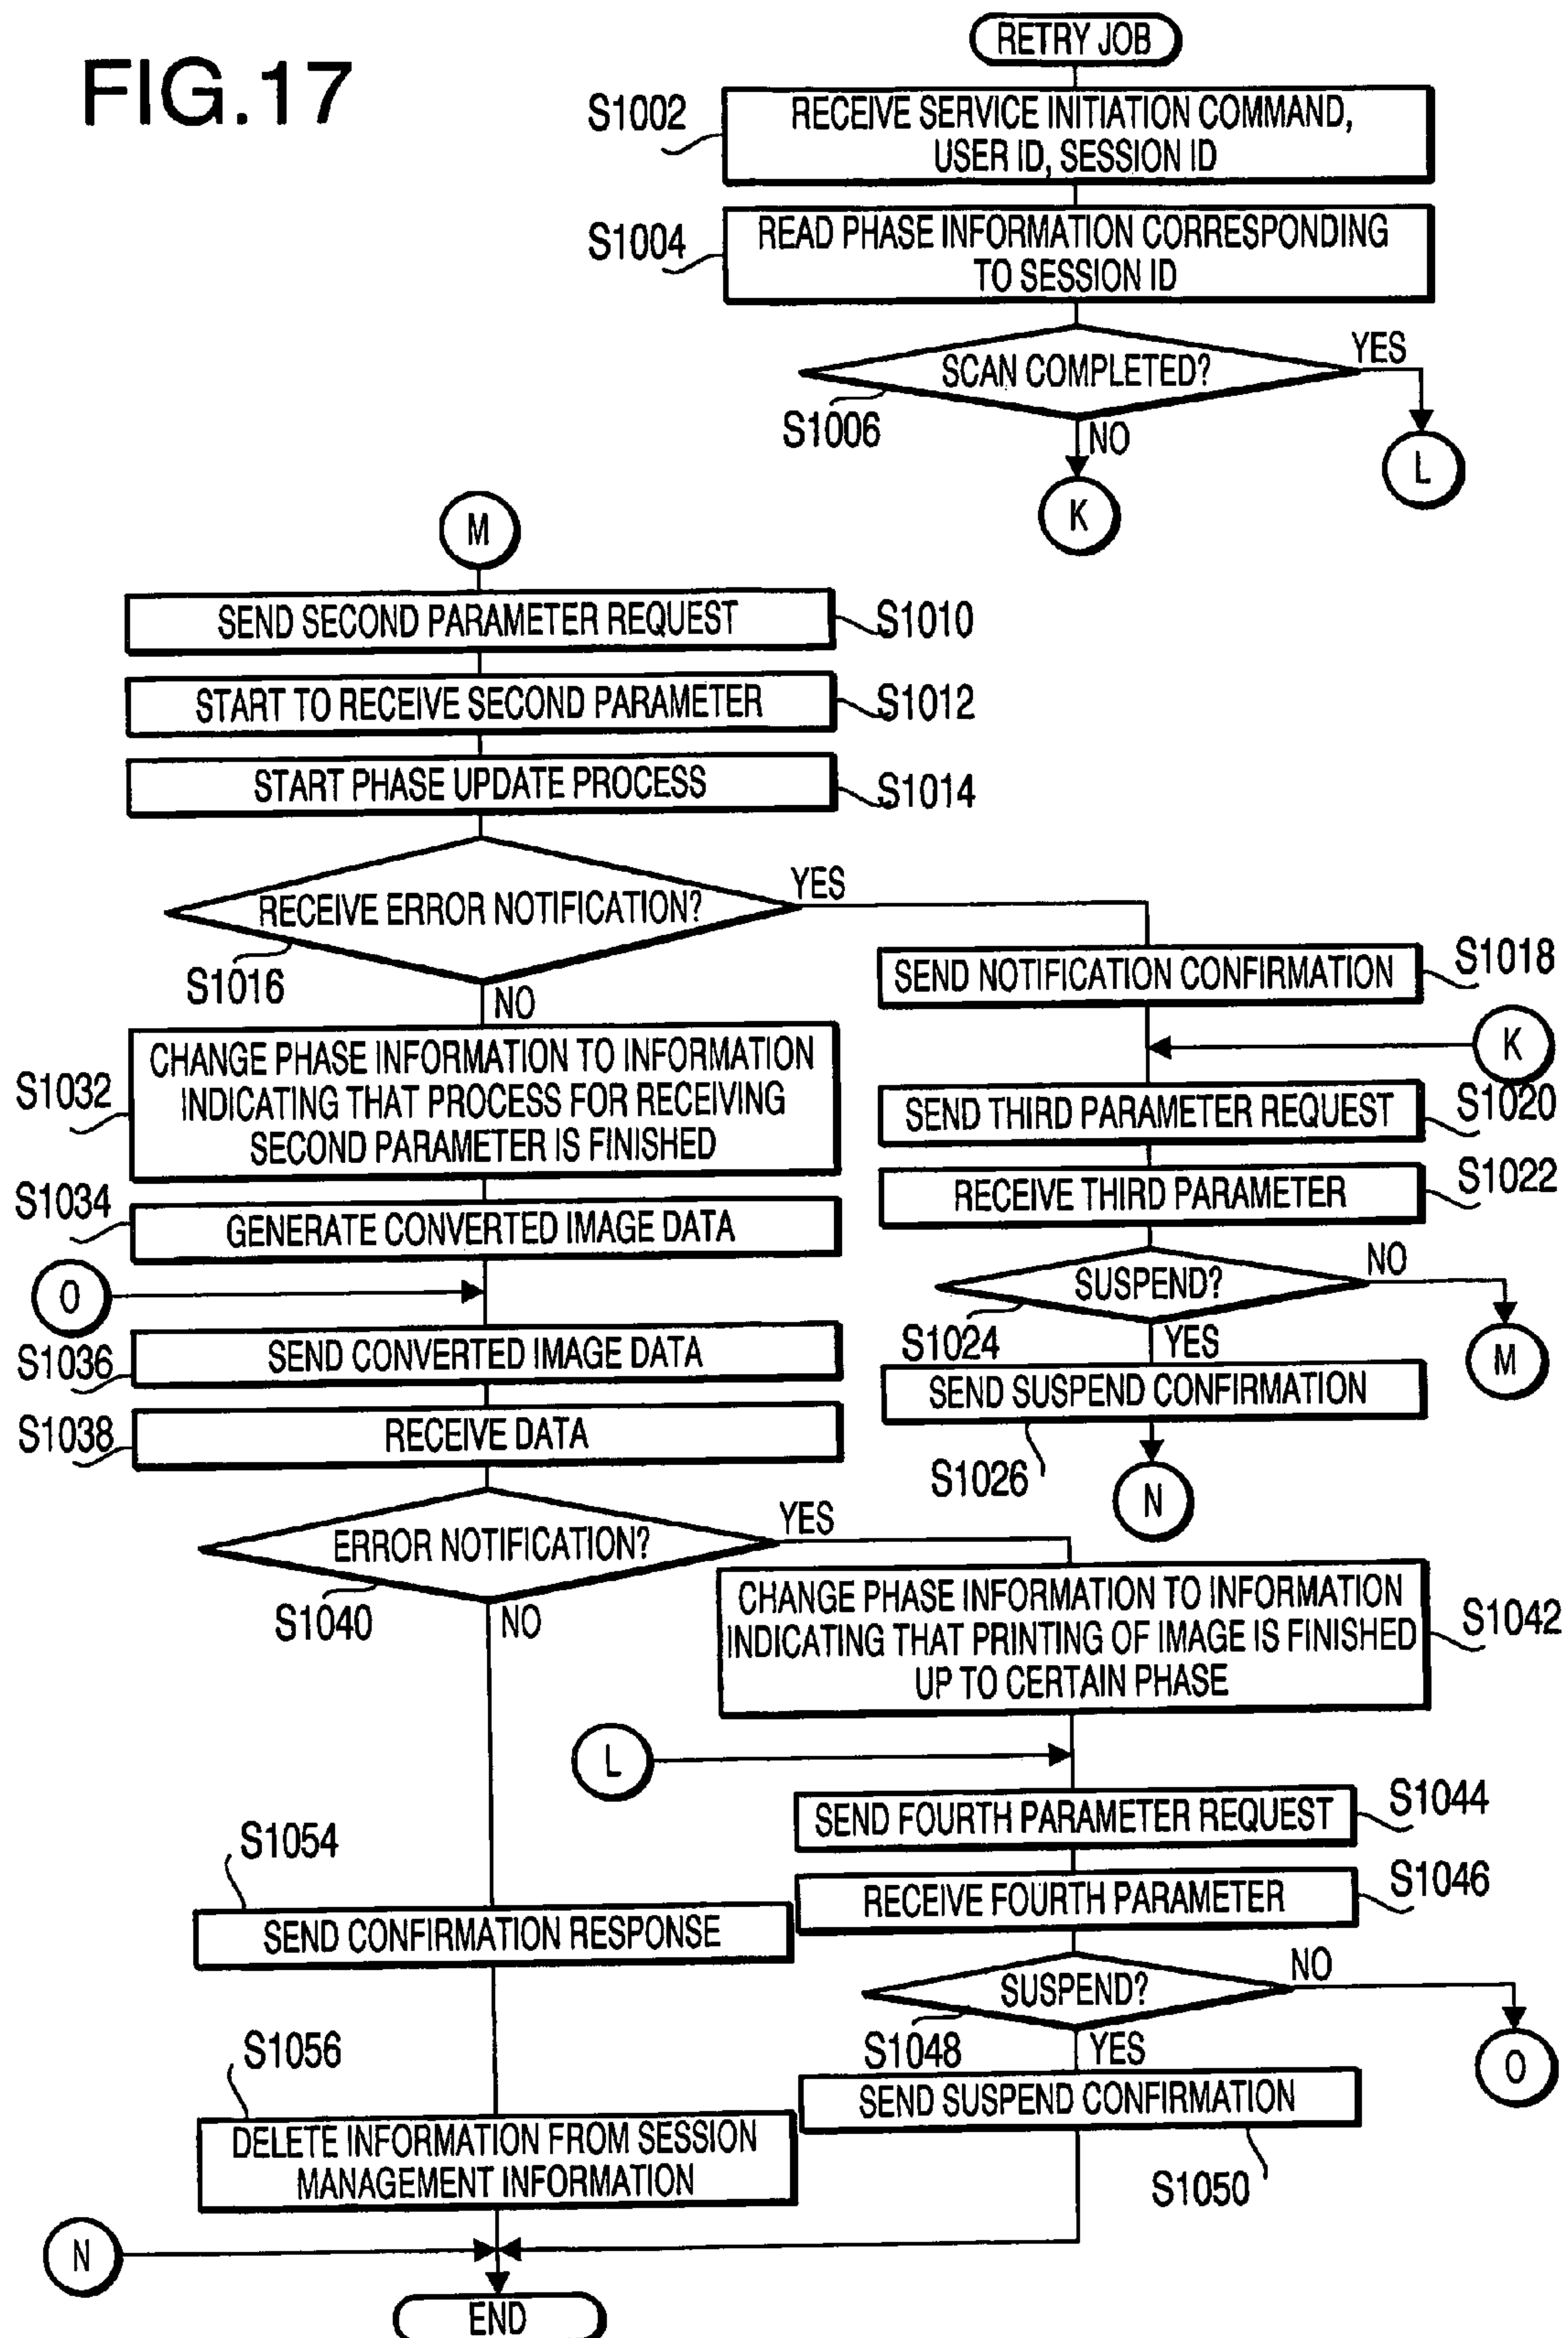 FIG.17
RETRY JOB
S1002
RECEIVE SERVICE INITIATION COMMAND,
USER ID, SESSION ID
S1004
READ PHASE INFORMATION CORRESPONDING
TO SESSION ID
SCAN COMPLETED?
YES
S1006
NO
L
K
M
SEND SECOND PARAMETER REQUEST
S1010
START TO RECEIVE SECOND PARAMETER
S1012
START PHASE UPDATE PROCESS
S1014
RECEIVE ERROR NOTIFICATION?
YES
S1016
NO
SEND NOTIFICATION CONFIRMATION
S1018
K
S1032
CHANGE PHASE INFORMATION TO INFORMATION
INDICATING THAT PROCESS FOR RECEIVING
SECOND PARAMETER IS FINISHED
SEND THIRD PARAMETER REQUEST
S1020
RECEIVE THIRD PARAMETER
S1022
S1034
GENERATE CONVERTED IMAGE DATA
SUSPEND?
NO
S1024
YES
M
O
S1036
SEND CONVERTED IMAGE DATA
SEND SUSPEND CONFIRMATION
S1026
N
S1038
RECEIVE DATA
ERROR NOTIFICATION?
YES
S1040
NO
CHANGE PHASE INFORMATION TO INFORMATION
INDICATING THAT PRINTING OF IMAGE IS FINISHED
UP TO CERTAIN PHASE
S1042
L
SEND FOURTH PARAMETER REQUEST
S1044
S1054
RECEIVE FOURTH PARAMETER
S1046
SEND CONFIRMATION RESPONSE
SUSPEND?
NO
S1048
YES
O
S1056
SEND SUSPEND CONFIRMATION
S1050
DELETE INFORMATION FROM SESSION
MANAGEMENT INFORMATION
N
END